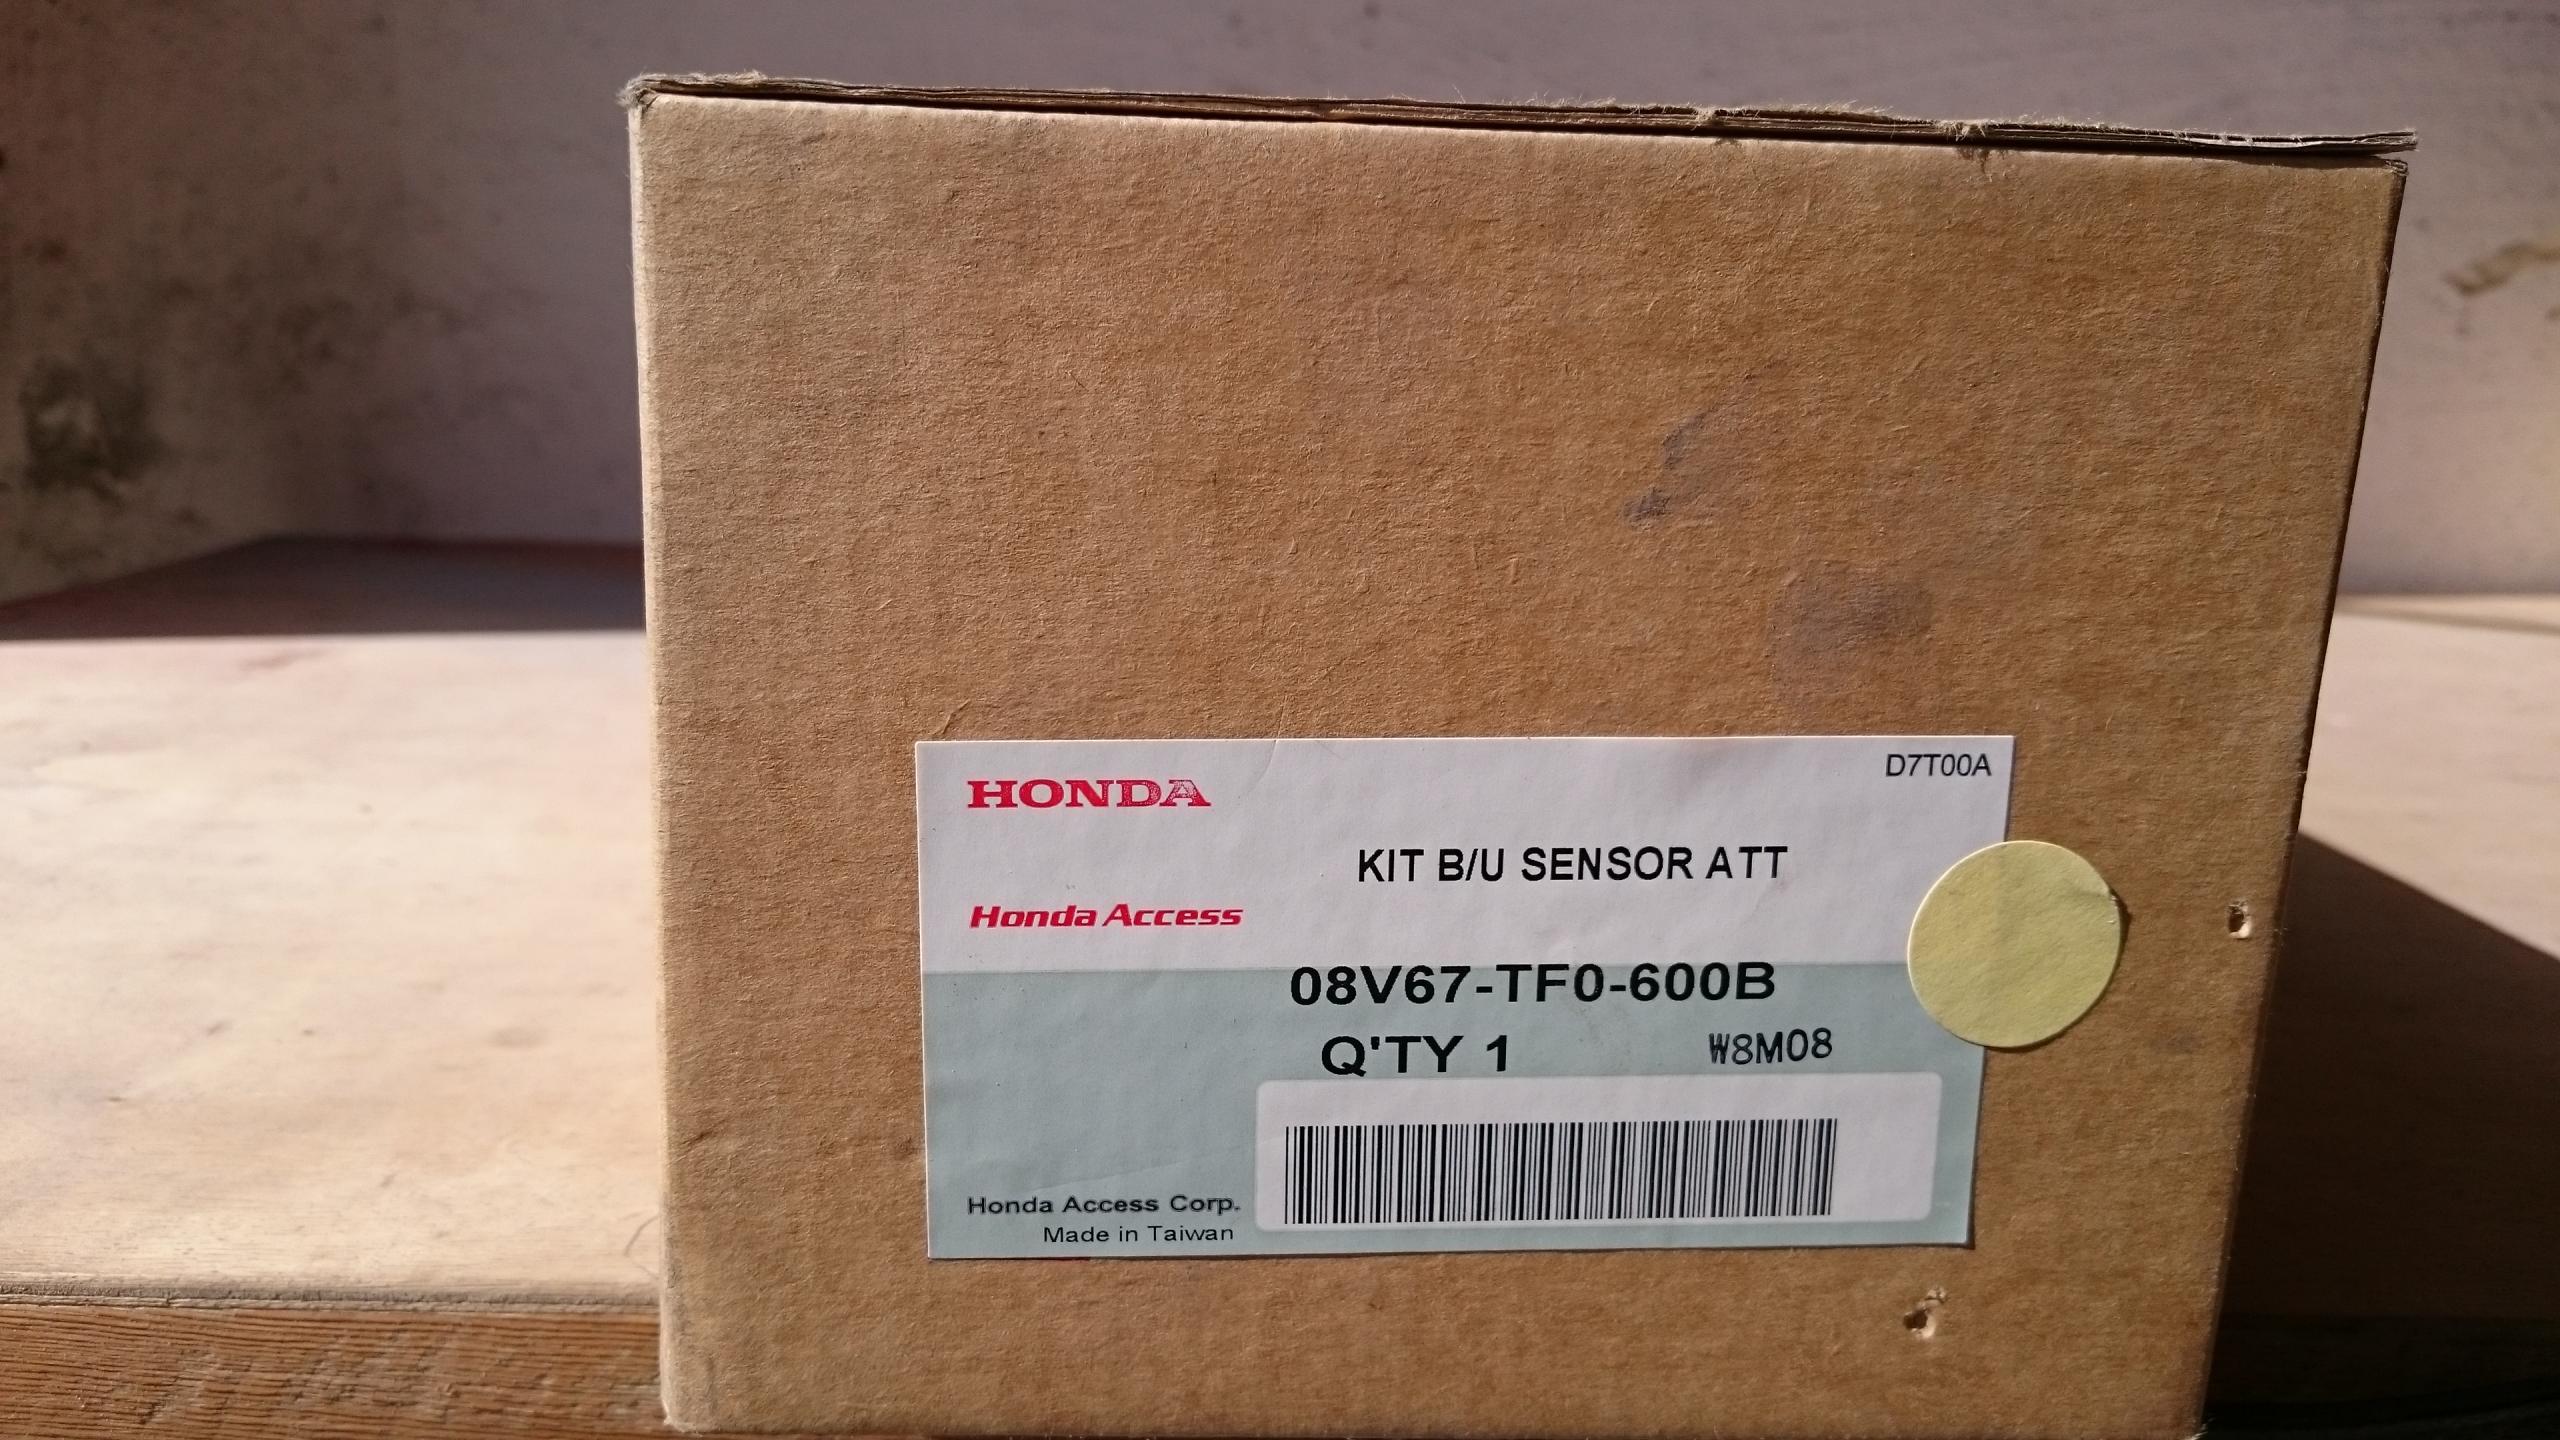 D7T00A
HONDA
KIT B/U SENSOR ATT
Honda Access
08V67-TF0-600B
Q'TY 1 W8M08
Honda Access Corp.
Made in Taiwan